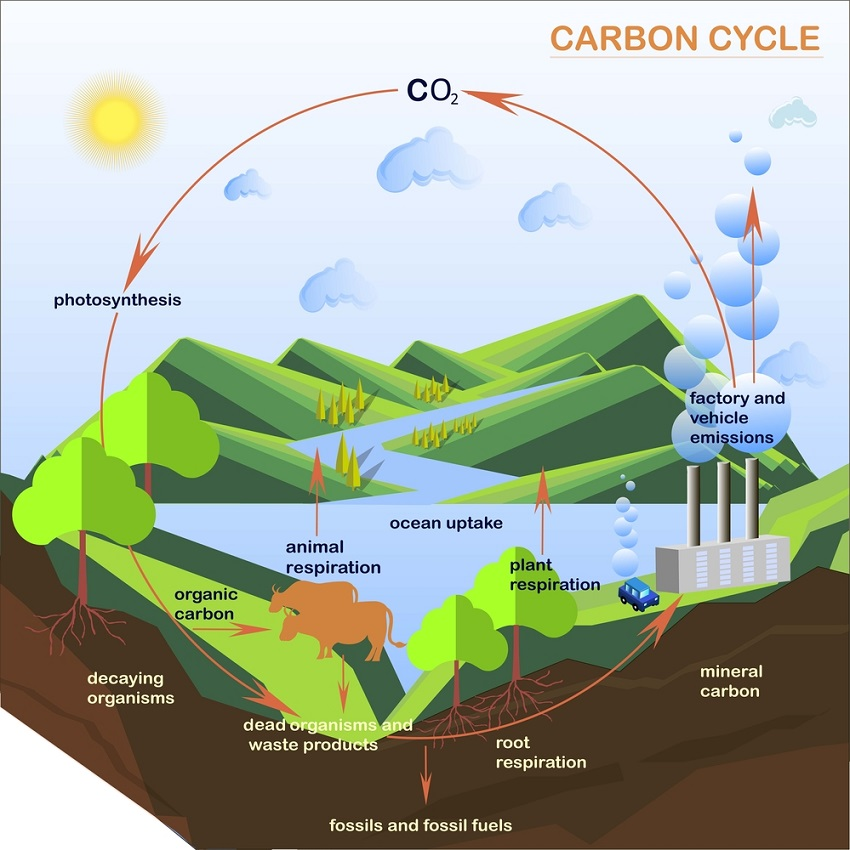 CARBON CYCLE
CO₂
photosynthesis
factory and
vehicle
emissions
ocean uptake
animal
respiration
plant
respiration
organic
carbon
decaying
organisms
mineral
carbon
dead organisms and
waste products
root
respiration
fossils and fossil fuels